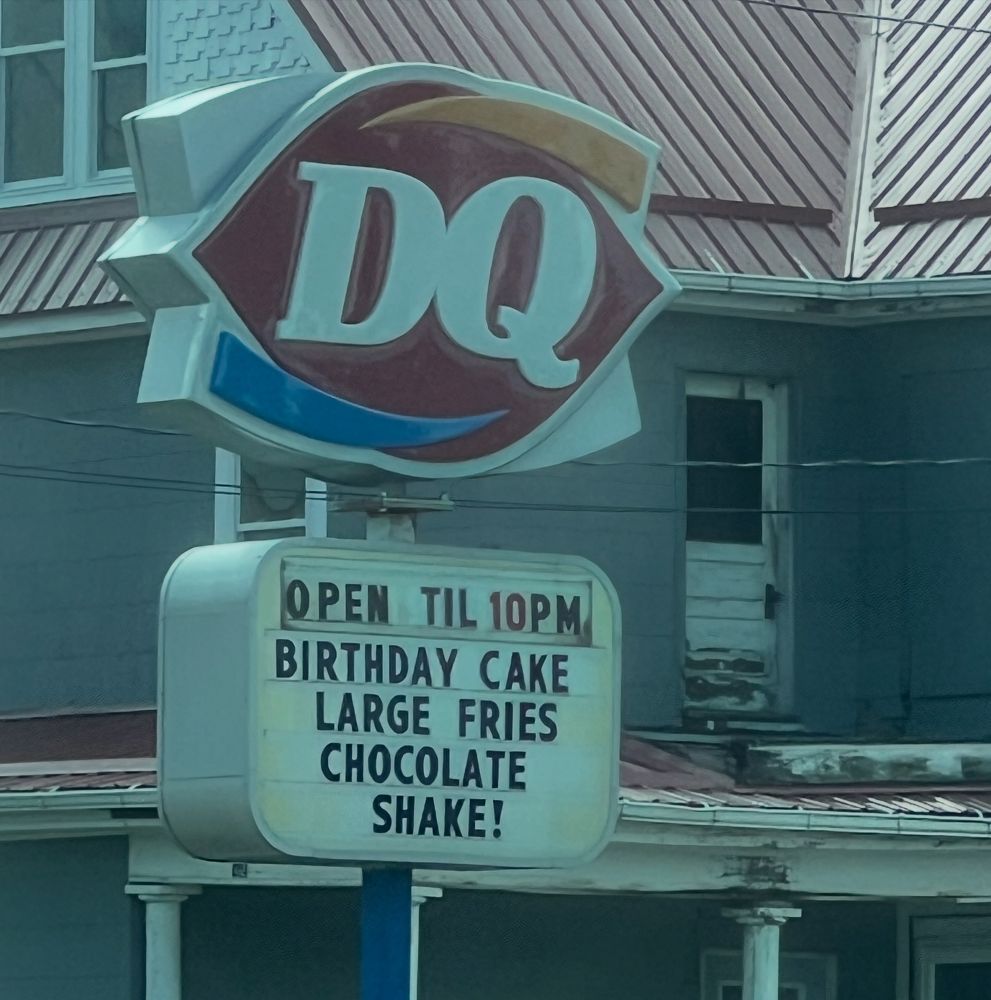 DQ
OPEN TIL 10PM
BIRTHDAY CAKE
LARGE FRIES
CHOCOLATE
SHAKE!